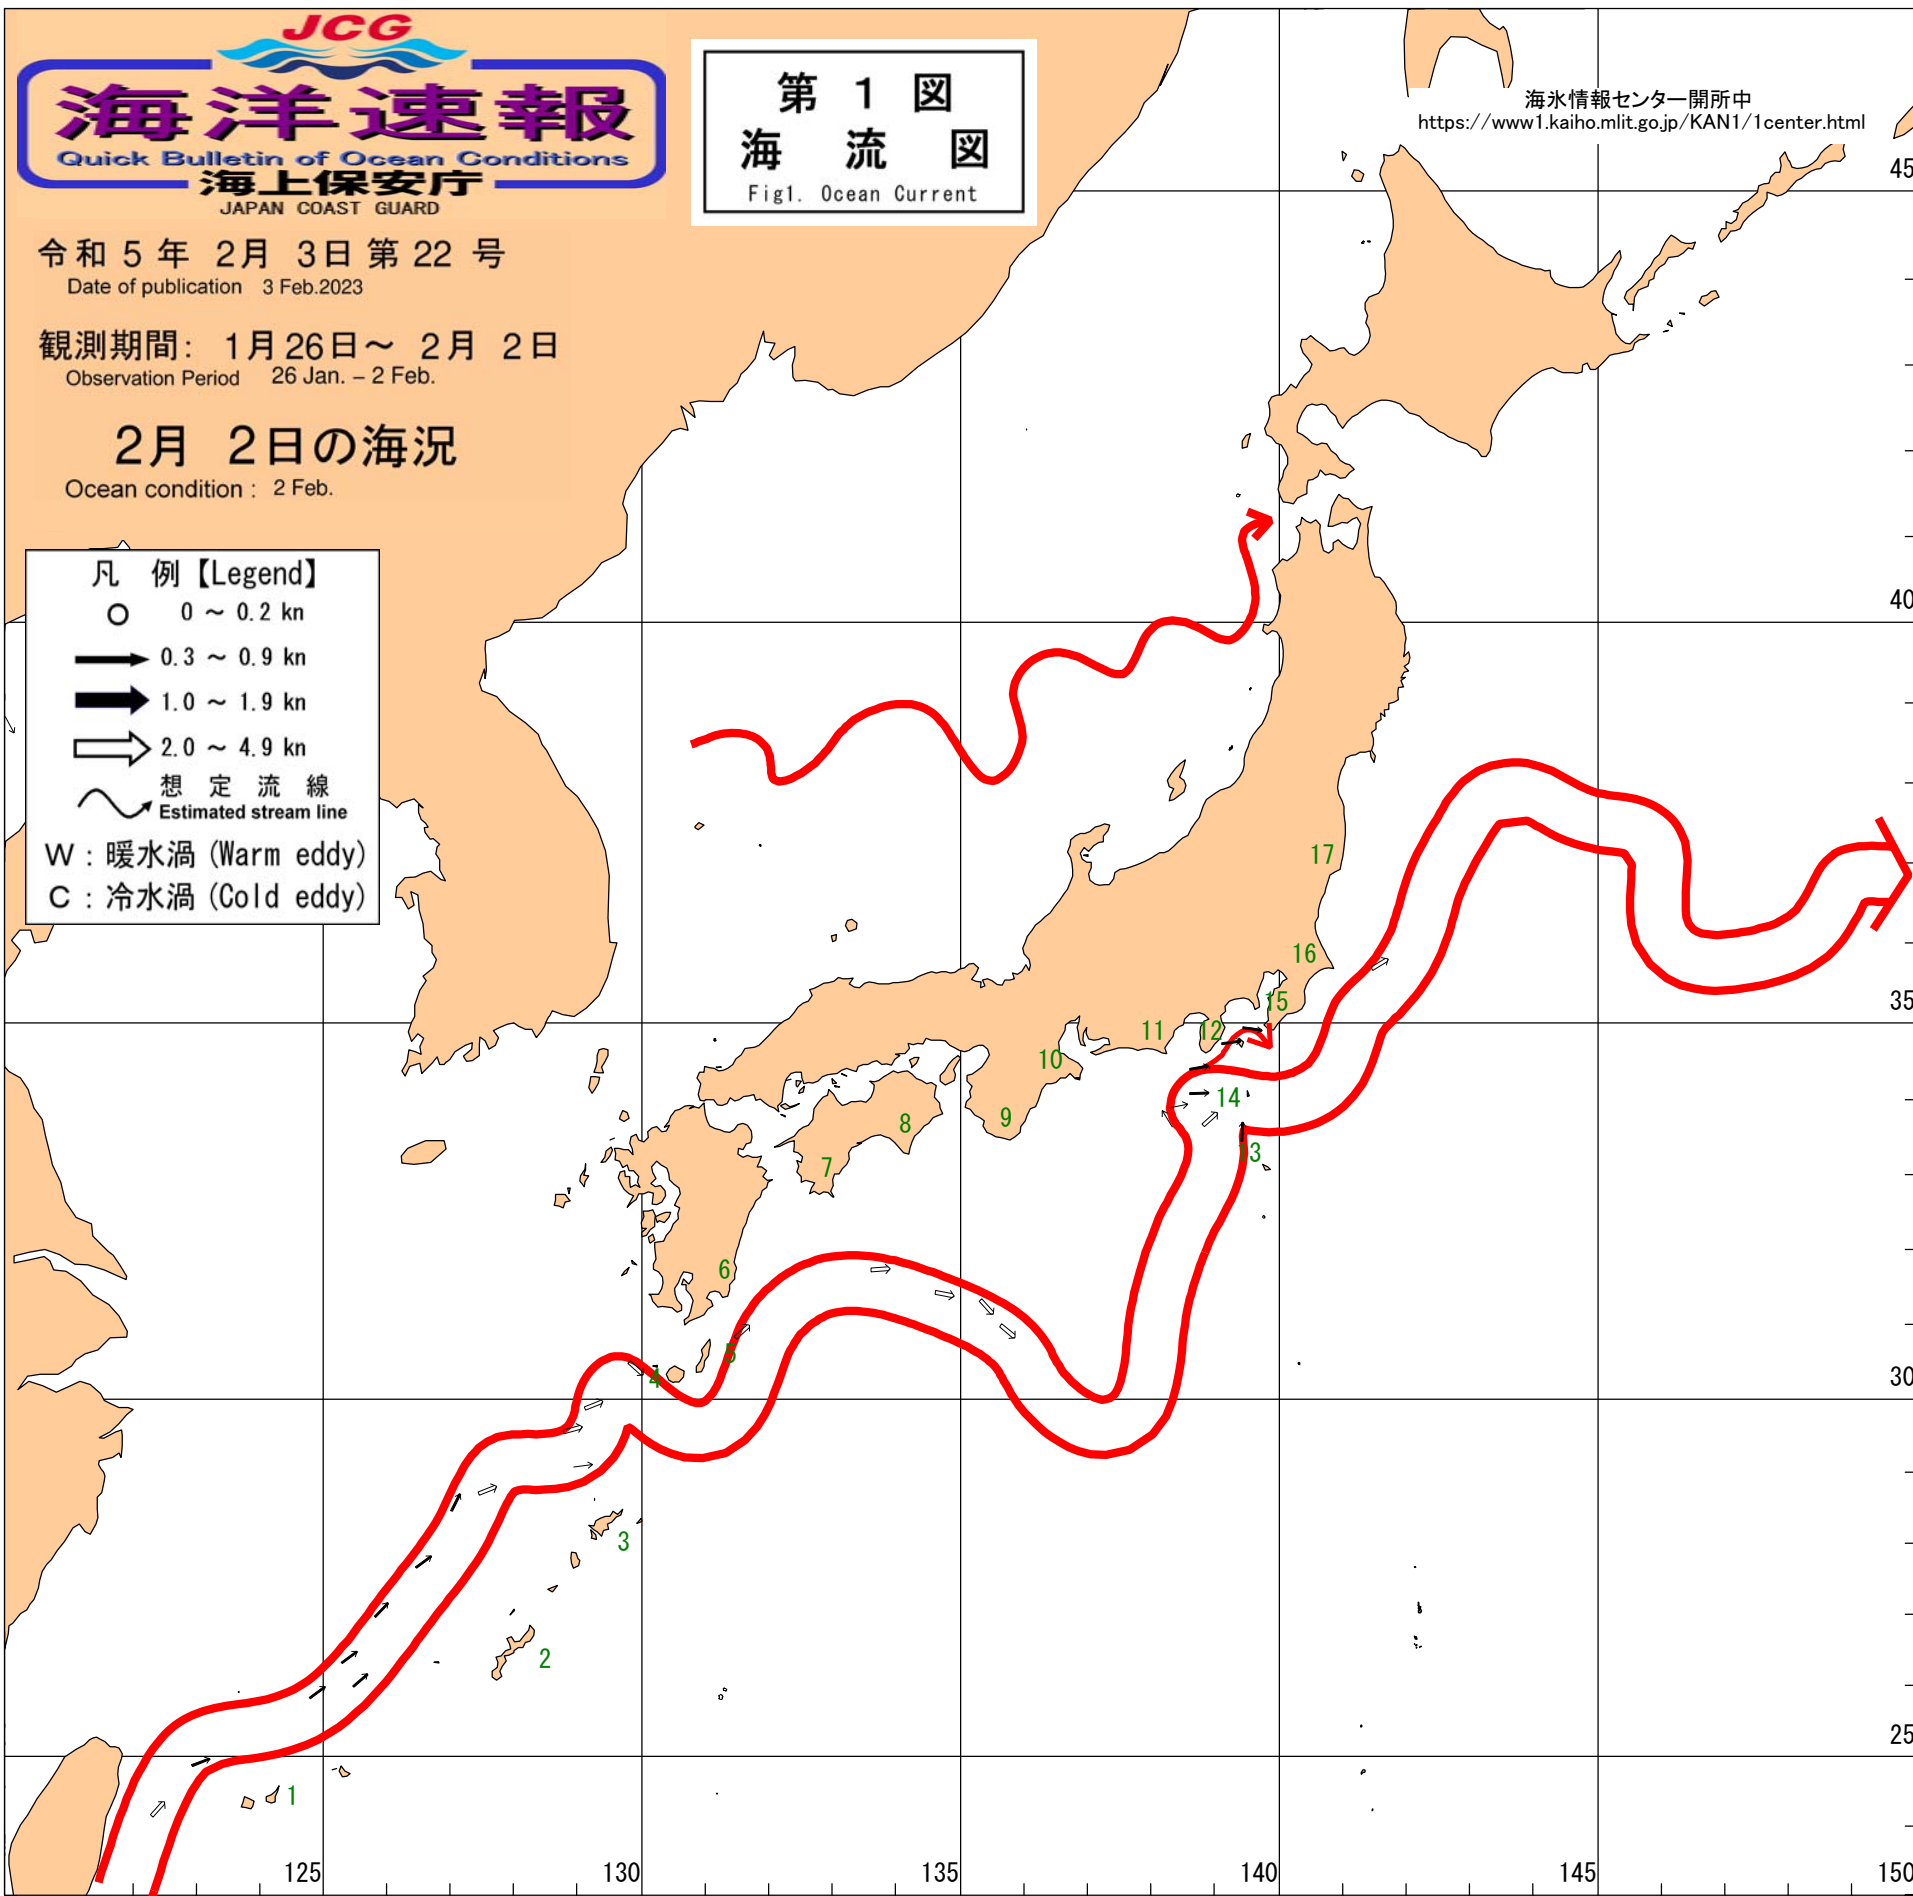 JCG
海洋速報
Quick Bulletin of Ocean Conditions
海上保安庁
JAPAN COAST GUARD
令和 5 年 2月 3日 第 22 号
Date of publication 3 Feb.2023
観測期間: 1月 26日～ 2月 2日
Observation Period 26 Jan. – 2 Feb.
2月 2日の海況
Ocean condition : 2 Feb.
第 1 図
海 流 図
Fig1. Ocean Current
海氷情報センター開所中
https://www1.kaiho.mlit.go.jp/KAN1/1center.html
凡 例【Legend】
0 ～ 0.2 kn
0.3 ～ 0.9 kn
1.0 ～ 1.9 kn
2.0 ～ 4.9 kn
想 定 流 線
Estimated stream line
W : 暖水渦 (Warm eddy)
C : 冷水渦 (Cold eddy)
45
40
17
16
35
15
12
11
10
14
9
8
13
7
6
5
4
30
3
2
25
1
125
130
135
140
145
150